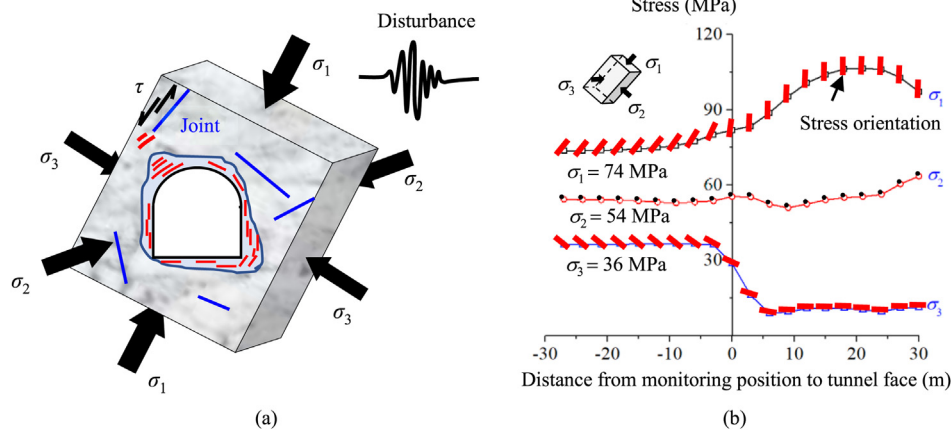 Disturbance
σ1
τ
Joint
σ3
σ2
σ2
σ3
σ1
(a)
Stress (MPa)
120
90
60
30
σ1
σ3
σ2
σ1
Stress orientation
σ1 = 74 MPa
σ2
σ2 = 54 MPa
σ3 = 36 MPa
σ3
-30 -20 -10 0 10 20 30
Distance from monitoring position to tunnel face (m)
(b)